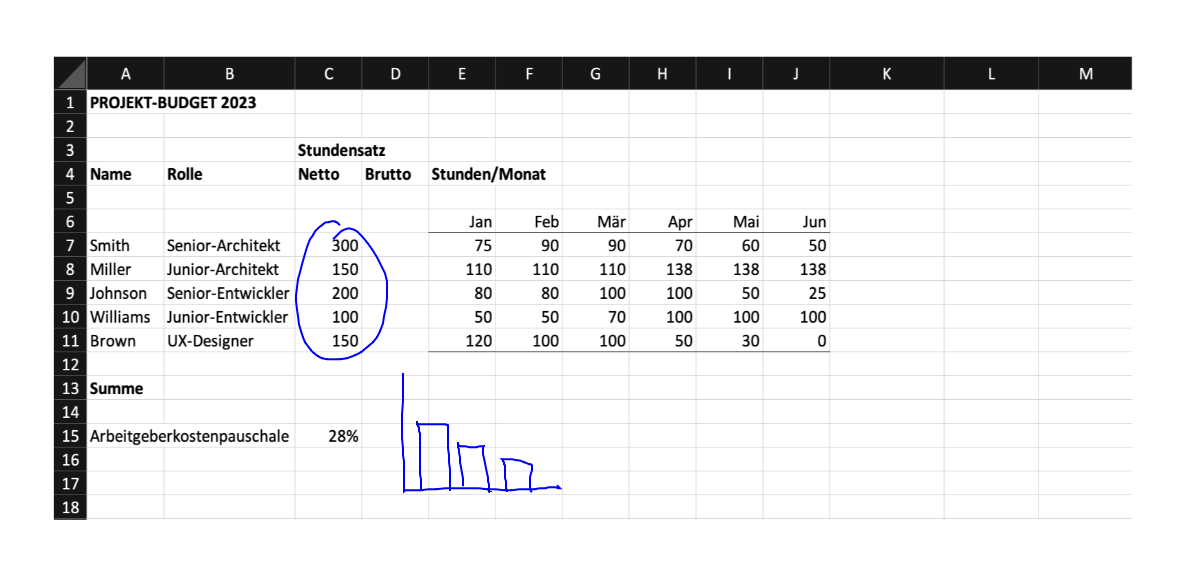 A B C D E F G H I J K L M
1 PROJEKT-BUDGET 2023
2
3 Stundensatz
4 Name Rolle Netto Brutto Stunden/Monat
5
6 Jan Feb Mär Apr Mai Jun
7 Smith Senior-Architekt 300 75 90 90 70 60 50
8 Miller Junior-Architekt 150 110 110 110 138 138 138
9 Johnson Senior-Entwickler 200 80 80 100 100 50 25
10 Williams Junior-Entwickler 100 50 50 70 100 100 100
11 Brown UX-Designer 150 120 100 100 50 30 0
12
13 Summe
14
15 Arbeitgeberkostenpauschale 28%
16
17
18